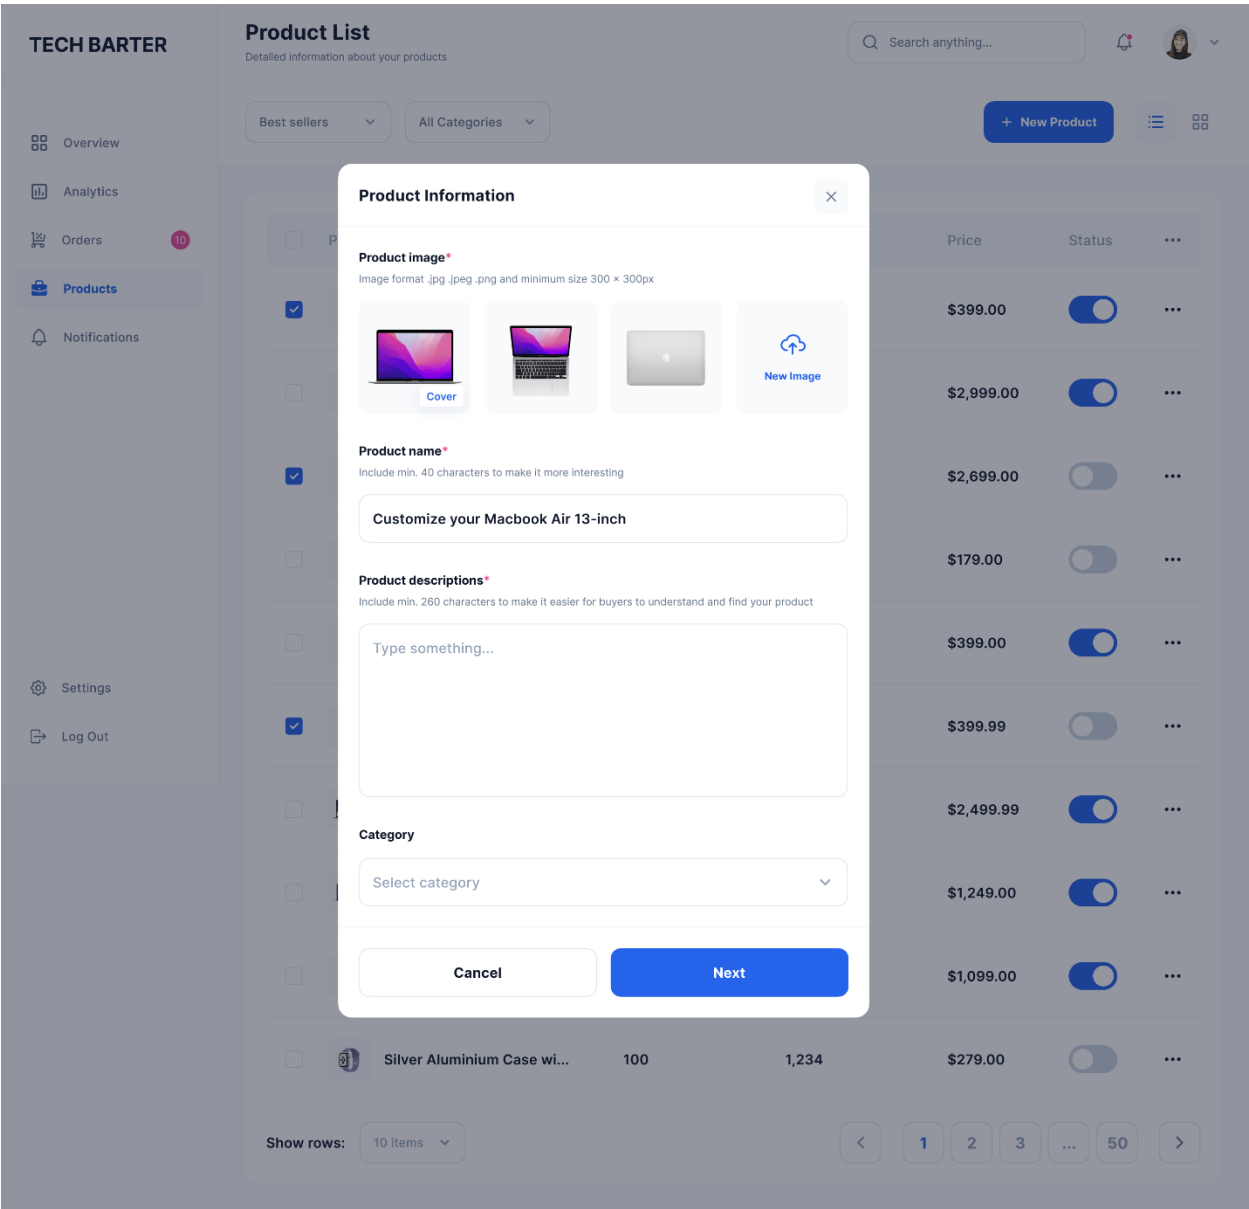 TECH BARTER
Product List
Detailed information about your products
Search anything...
Best sellers
All Categories
+ New Product
Overview
Analytics
Orders
10
Products
Notifications
Settings
Log Out
P
Price
Status
$399.00
$2,999.00
$2,699.00
$179.00
$399.00
$399.99
$2,499.99
$1,249.00
$1,099.00
Product Information
Product image*
Image format .jpg .jpeg .png and minimum size 300 × 300px
Cover
New Image
Product name*
Include min. 40 characters to make it more interesting
Customize your Macbook Air 13-inch
Product descriptions*
Include min. 260 characters to make it easier for buyers to understand and find your product
Type something...
Category
Select category
Cancel
Next
Silver Aluminium Case wi... 100 1,234 $279.00
Show rows: 10 items
1 2 3 ... 50